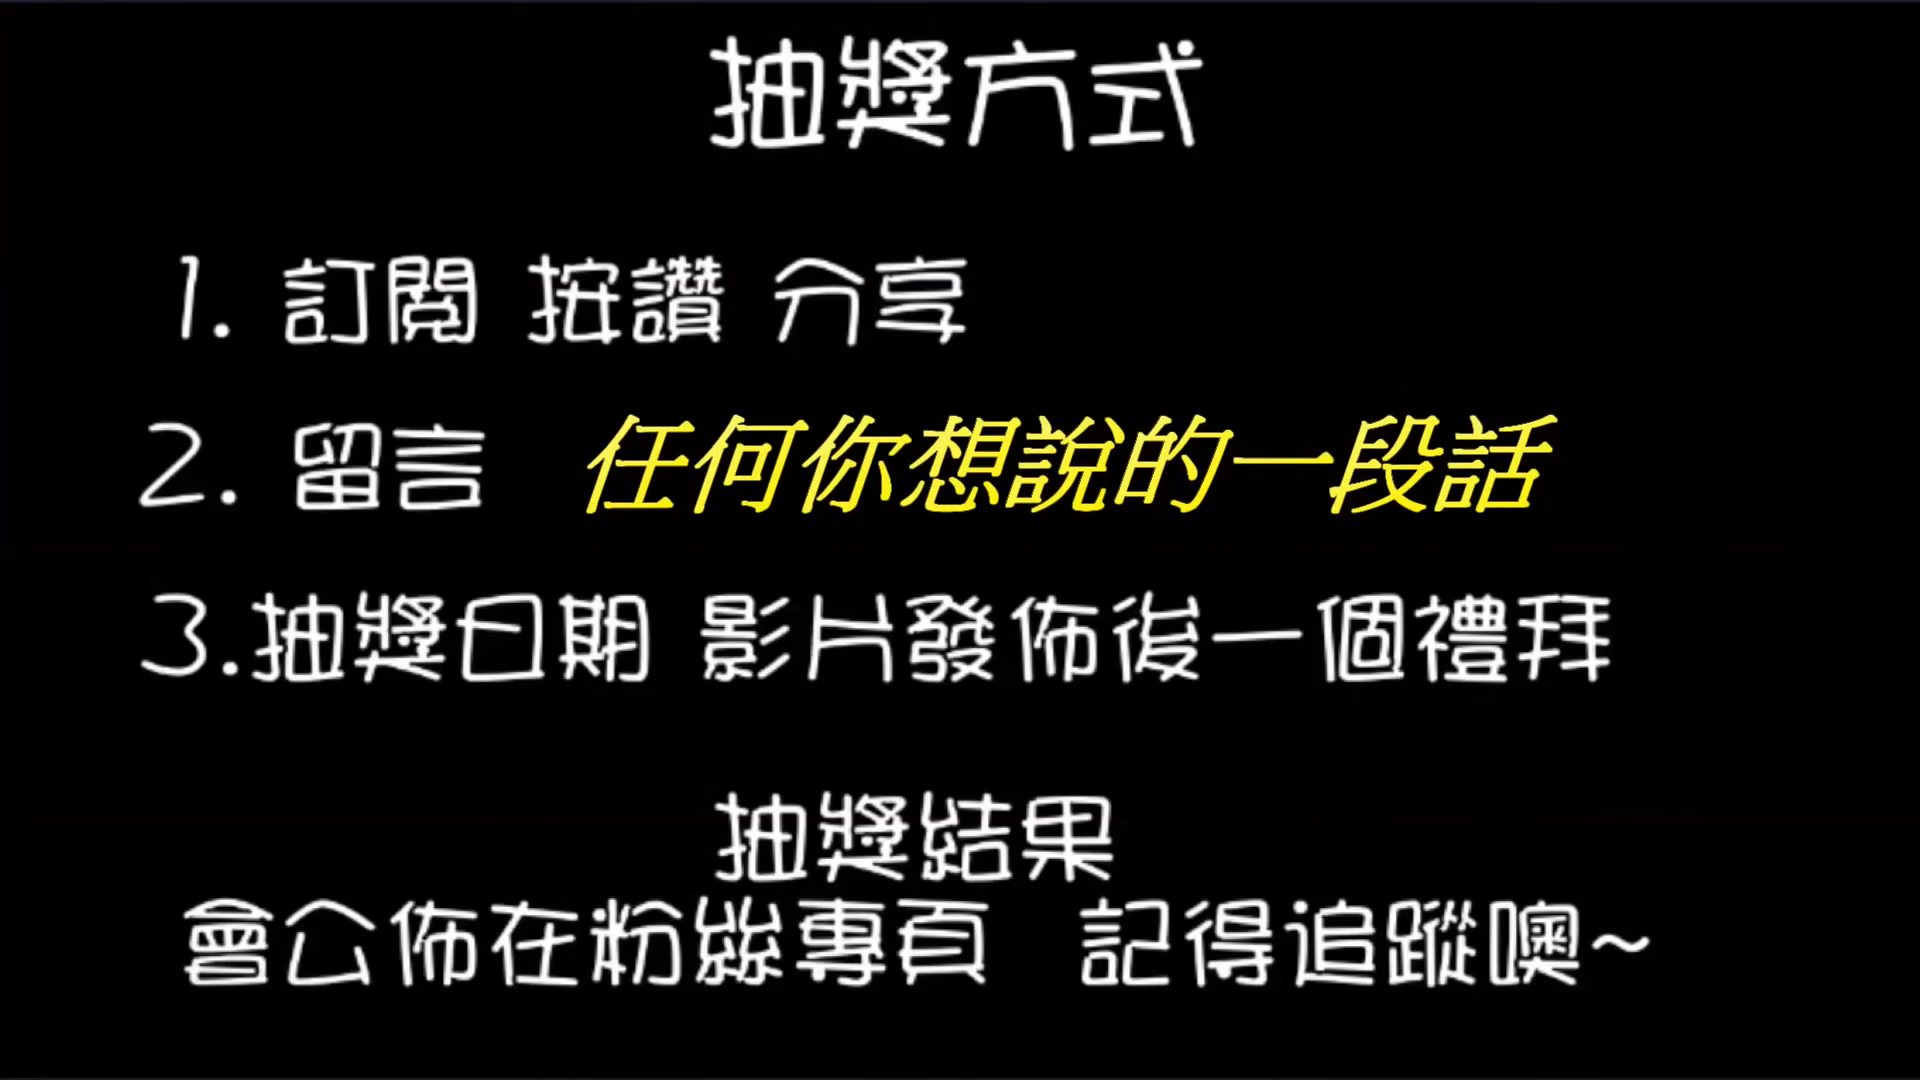 抽獎方式
1. 訂閱 按讚 分享
2. 留言 任何你想說的一段話
3.抽獎日期 影片發佈後一個禮拜
抽獎結果
會公佈在粉絲專頁 記得追蹤噢~